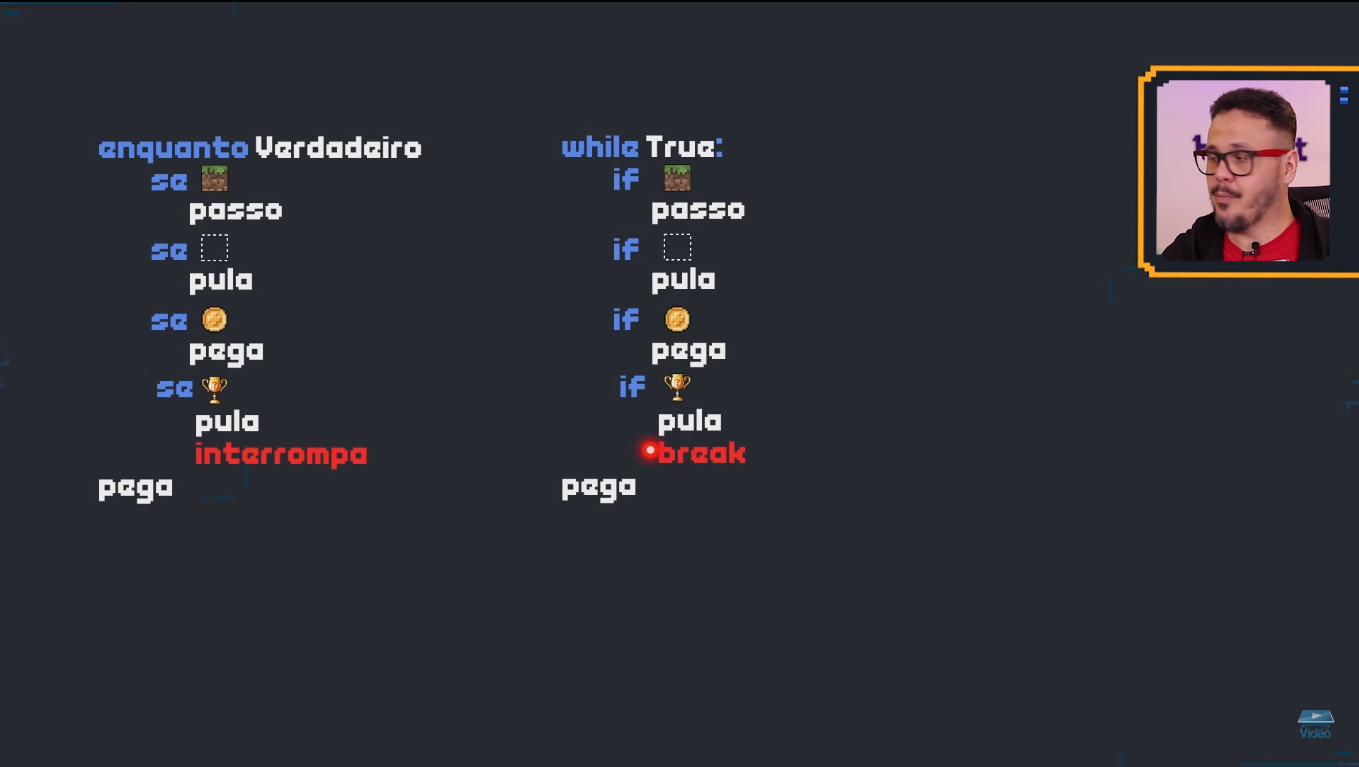 enquanto Verdadeiro
se
passo
se
pula
se
pega
se
pula
interrompa
pega
while True:
if
passo
if
pula
if
pega
if
pula
break
pega
Vídeo